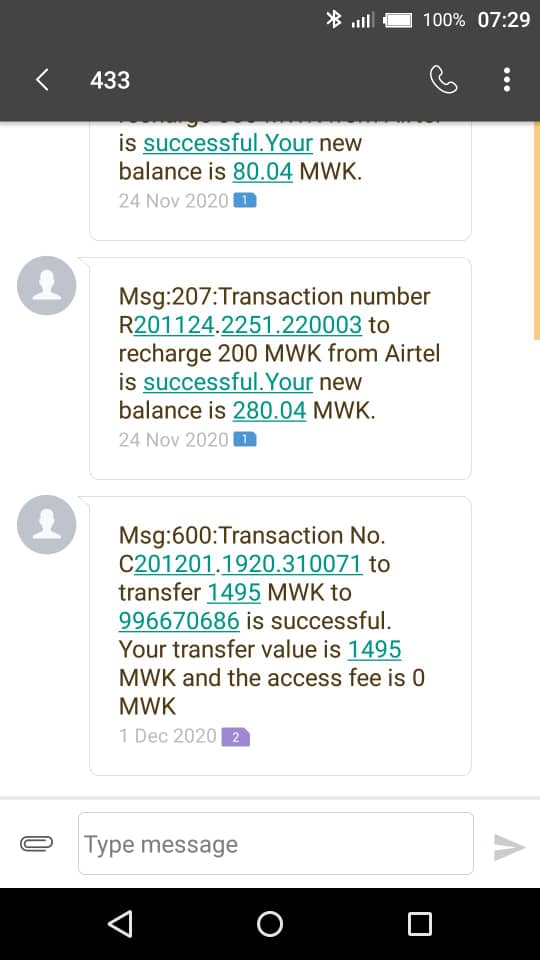 100% 07:29
433
is successful.Your new
balance is 80.04 MWK.
24 Nov 2020 1
Msg:207:Transaction number
R201124.2251.220003 to
recharge 200 MWK from Airtel
is successful.Your new
balance is 280.04 MWK.
24 Nov 2020 1
Msg:600:Transaction No.
C201201.1920.310071 to
transfer 1495 MWK to
996670686 is successful.
Your transfer value is 1495
MWK and the access fee is 0
MWK
1 Dec 2020 2
Type message